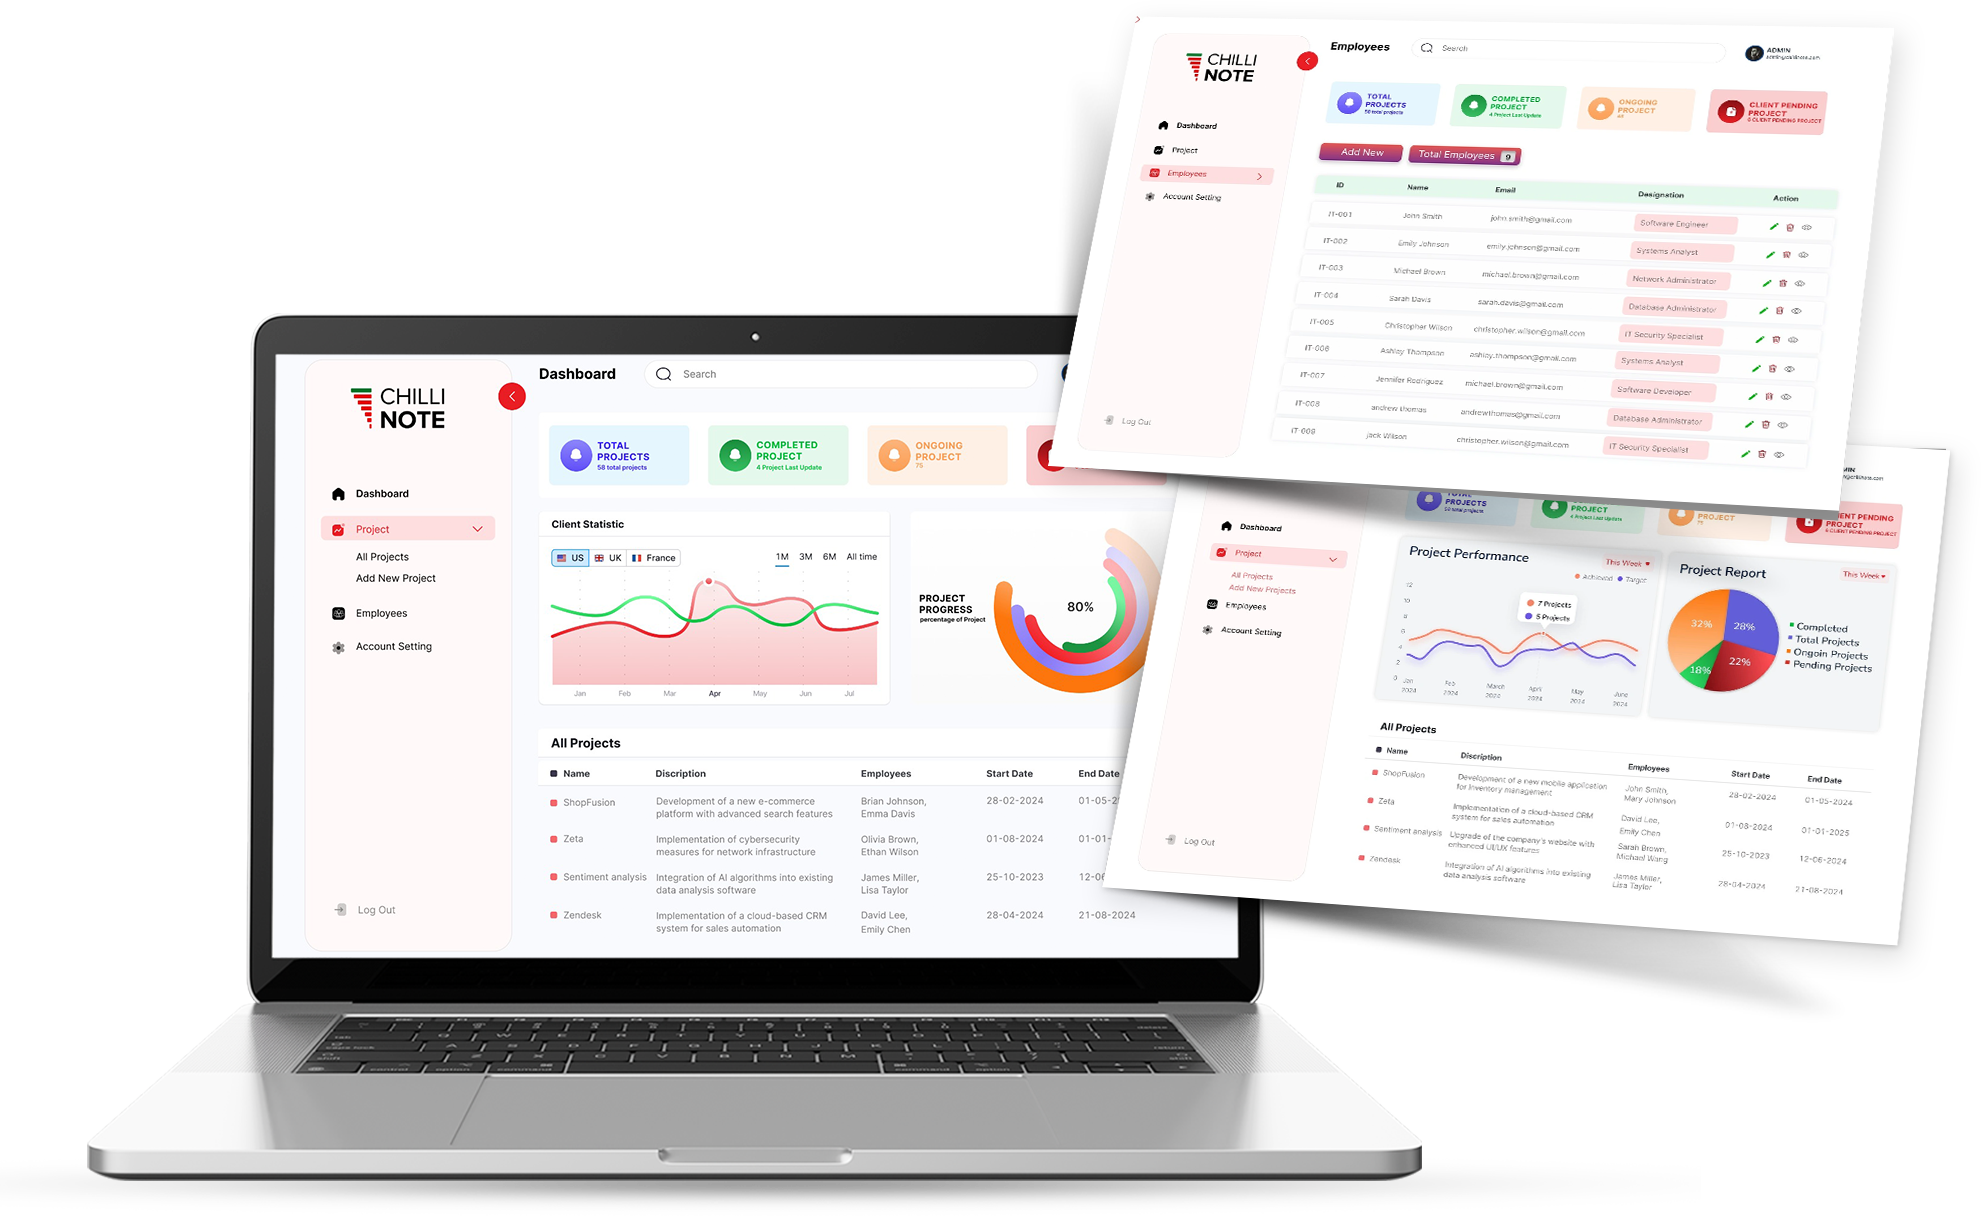 CHILLI
NOTE
Dashboard
Project
All Projects
Add New Project
Employees
Account Setting
Log Out
Dashboard
Search
TOTAL
PROJECTS
58 total projects
COMPLETED
PROJECT
4 Project Last Update
ONGOING
PROJECT
75
Client Statistic
US UK France
1M 3M 6M All time
Jan Feb Mar Apr May Jun Jul
PROJECT
PROGRESS
percentage of Project
80%
All Projects
Name Discription Employees Start Date End Date
ShopFusion Development of a new e-commerce Brian Johnson, 28-02-2024 01-05-2
platform with advanced search features Emma Davis
Zeta Implementation of cybersecurity Olivia Brown, 01-08-2024 01-01-
measures for network infrastructure Ethan Wilson
Sentiment analysis Integration of AI algorithms into existing James Miller, 25-10-2023 12-06
data analysis software Lisa Taylor
Zendesk Implementation of a cloud-based CRM David Lee, 28-04-2024 21-08-2024
system for sales automation Emily Chen
CHILLI
NOTE
Dashboard
Project
Employees
Account Setting
Log Out
Employees
Search
ADMIN
TOTAL
PROJECTS
58 total projects
COMPLETED
PROJECT
4 Project Last Update
ONGOING
PROJECT
CLIENT PENDING
PROJECT
6 CLIENT PENDING PROJECT
Add New
Total Employees 9
ID Name Email Designation Action
IT-001 John Smith john.smith@gmail.com Software Engineer
IT-002 Emily Johnson emily.johnson@gmail.com Systems Analyst
IT-003 Michael Brown michael.brown@gmail.com Network Administrator
IT-004 Sarah Davis sarah.davis@gmail.com Database Administrator
IT-005 Christopher Wilson christopher.wilson@gmail.com IT Security Specialist
IT-006 Ashley Thompson ashley.thompson@gmail.com Systems Analyst
IT-007 Jennifer Rodriguez michael.brown@gmail.com Software Developer
IT-008 andrew thomas andrewthomas@gmail.com Database Administrator
IT-009 jack Wilson christopher.wilson@gmail.com IT Security Specialist
Dashboard
Project
All Projects
Add New Projects
Employees
Account Setting
Log Out
TOTAL
PROJECTS
58 total projects
PROJECT
4 Project Last Update
PROJECT
75
ENT PENDING
PROJECT
6 CLIENT PENDING PROJECT
Project Performance
This Week
Achieved Target
12
10
8
6
4
2
0
7 Projects
5 Projects
Jan Feb March April May June
2024 2024 2024 2024 2024 2024
Project Report
This Week
32% 28%
18% 22%
Completed
Total Projects
Ongoin Projects
Pending Projects
All Projects
Name Discription Employees Start Date End Date
ShopFusion Development of a new mobile application John Smith, 28-02-2024 01-05-2024
for inventory management Mary Johnson
Zeta Implementation of a cloud-based CRM David Lee, 01-08-2024 01-01-2025
system for sales automation Emily Chen
Sentiment analysis Upgrade of the company's website with Sarah Brown, 25-10-2023 12-06-2024
enhanced UI/UX features Michael Wang
Zendesk Integration of AI algorithms into existing James Miller, 28-04-2024 21-08-2024
data analysis software Lisa Taylor